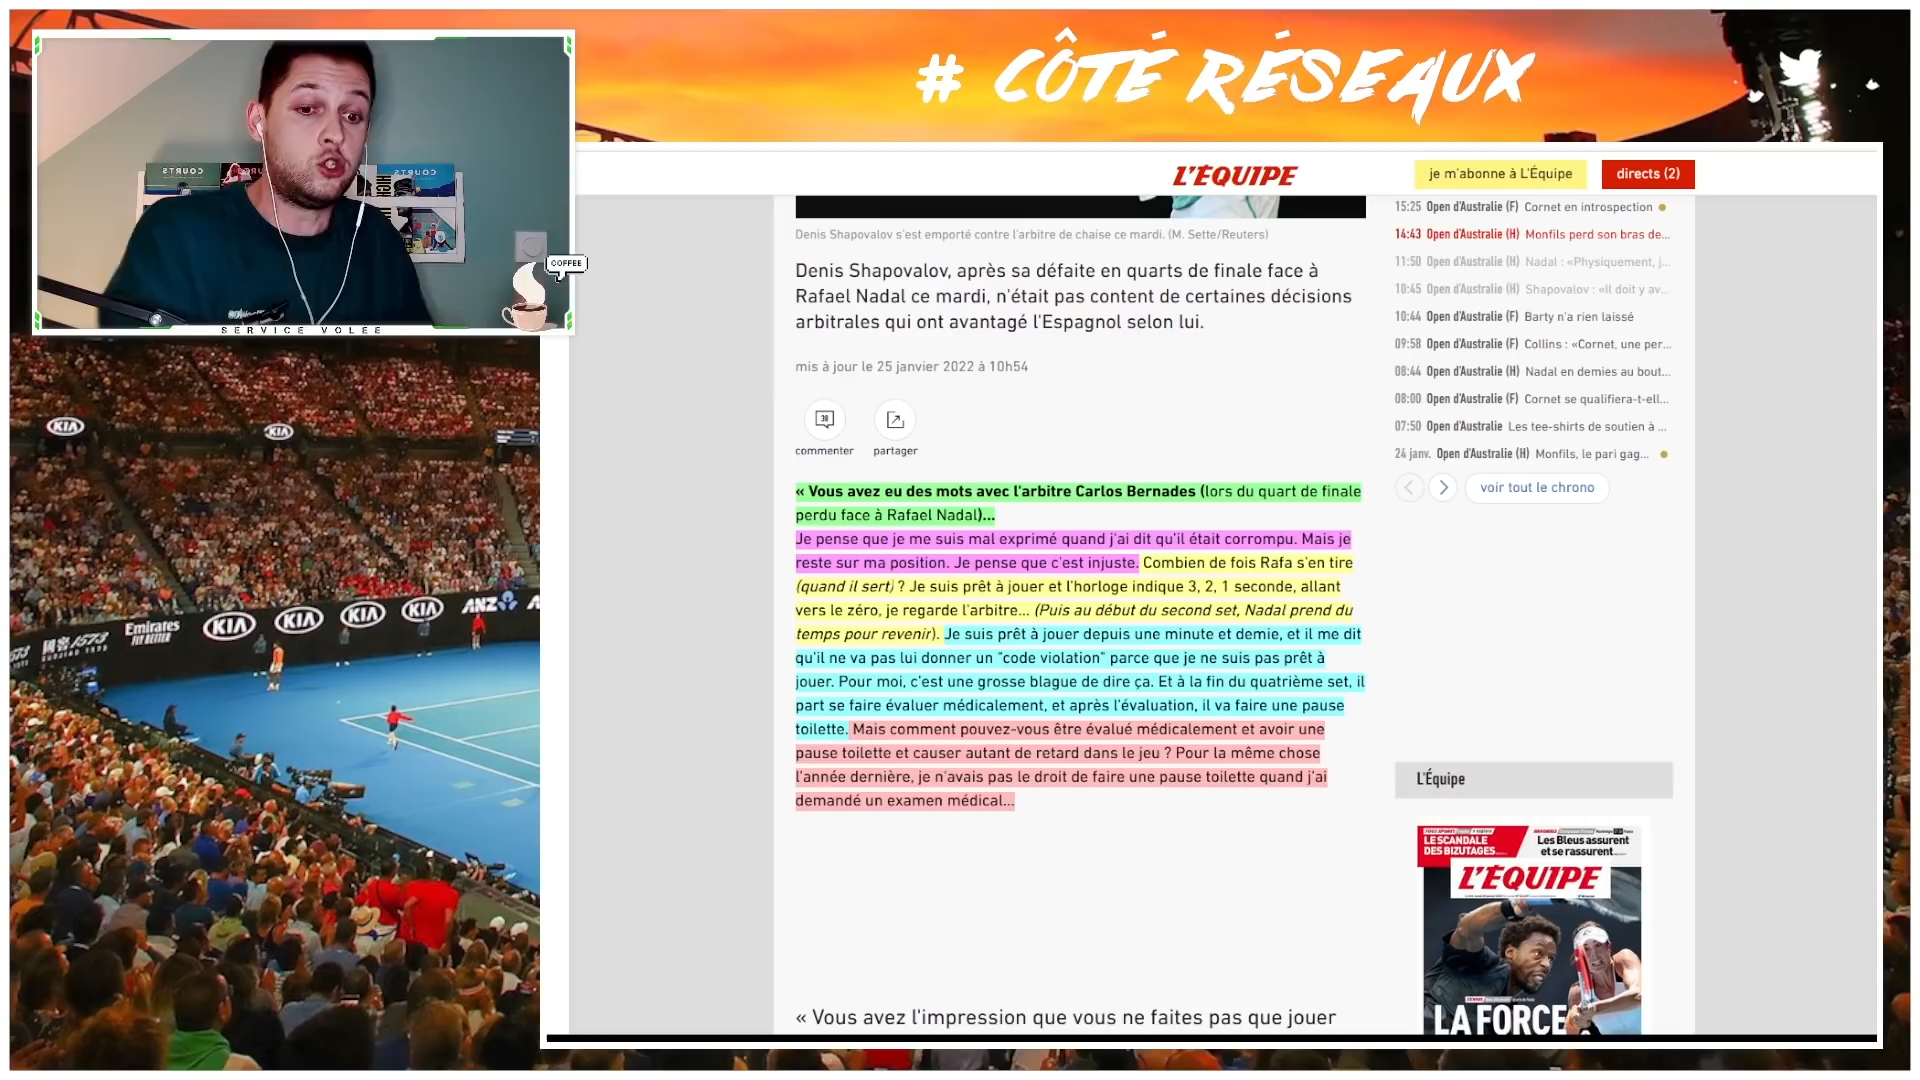 # CÔTÉ RÉSEAUX
COURTS
COFFEE
SERVICE VOLÉE
L'ÉQUIPE
je m'abonne à L'Équipe
directs (2)
Denis Shapovalov s'est emporté contre l'arbitre de chaise ce mardi. (M. Sette/Reuters)
Denis Shapovalov, après sa défaite en quarts de finale face à
Rafael Nadal ce mardi, n'était pas content de certaines décisions
arbitrales qui ont avantagé l'Espagnol selon lui.
mis à jour le 25 janvier 2022 à 10h54
38
commenter
partager
« Vous avez eu des mots avec l'arbitre Carlos Bernades (lors du quart de finale
perdu face à Rafael Nadal)...
Je pense que je me suis mal exprimé quand j'ai dit qu'il était corrompu. Mais je
reste sur ma position. Je pense que c'est injuste. Combien de fois Rafa s'en tire
(quand il sert) ? Je suis prêt à jouer et l'horloge indique 3, 2, 1 seconde, allant
vers le zéro, je regarde l'arbitre... (Puis au début du second set, Nadal prend du
temps pour revenir). Je suis prêt à jouer depuis une minute et demie, et il me dit
qu'il ne va pas lui donner un "code violation" parce que je ne suis pas prêt à
jouer. Pour moi, c'est une grosse blague de dire ça. Et à la fin du quatrième set, il
part se faire évaluer médicalement, et après l'évaluation, il va faire une pause
toilette. Mais comment pouvez-vous être évalué médicalement et avoir une
pause toilette et causer autant de retard dans le jeu ? Pour la même chose
l'année dernière, je n'avais pas le droit de faire une pause toilette quand j'ai
demandé un examen médical...
« Vous avez l'impression que vous ne faites pas que jouer
15:25 Open d'Australie (F) Cornet en introspection
14:43 Open d'Australie (H) Monfils perd son bras de...
11:50 Open d'Australie (H) Nadal : «Physiquement, j...
10:45 Open d'Australie (H) Shapovalov : «Il doit y av...
10:44 Open d'Australie (F) Barty n'a rien laissé
09:58 Open d'Australie (F) Collins : «Cornet, une per...
08:44 Open d'Australie (H) Nadal en demies au bout...
08:00 Open d'Australie (F) Cornet se qualifiera-t-ell...
07:50 Open d'Australie Les tee-shirts de soutien à ...
24 janv. Open d'Australie (H) Monfils, le pari gag...
voir tout le chrono
L'Équipe
LE SCANDALE
DES BIZUTAGES
Les Bleus assurent
et se rassurent
L'ÉQUIPE
LA FORCE
KIA
KIA
1573
國窖 1573
Emirates
FLY BETTER
KIA
KIA
KIA
KIA
ANZ